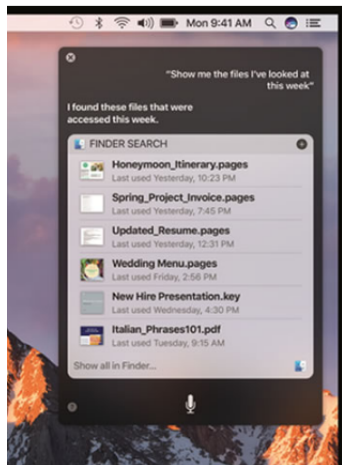 Mon 9:41 AM
"Show me the files I've looked at
this week"
I found these files that were
accessed this week.
FINDER SEARCH
Honeymoon_Itinerary.pages
Last used Yesterday, 10:23 PM
Spring_Project_Invoice.pages
Last used Yesterday, 7:45 PM
Updated_Resume.pages
Last used Yesterday, 12:31 PM
Wedding Menu.pages
Last used Friday, 2:56 PM
New Hire Presentation.key
Last used Wednesday, 4:30 PM
Italian_Phrases101.pdf
Last used Tuesday, 9:15 AM
Show all in Finder...